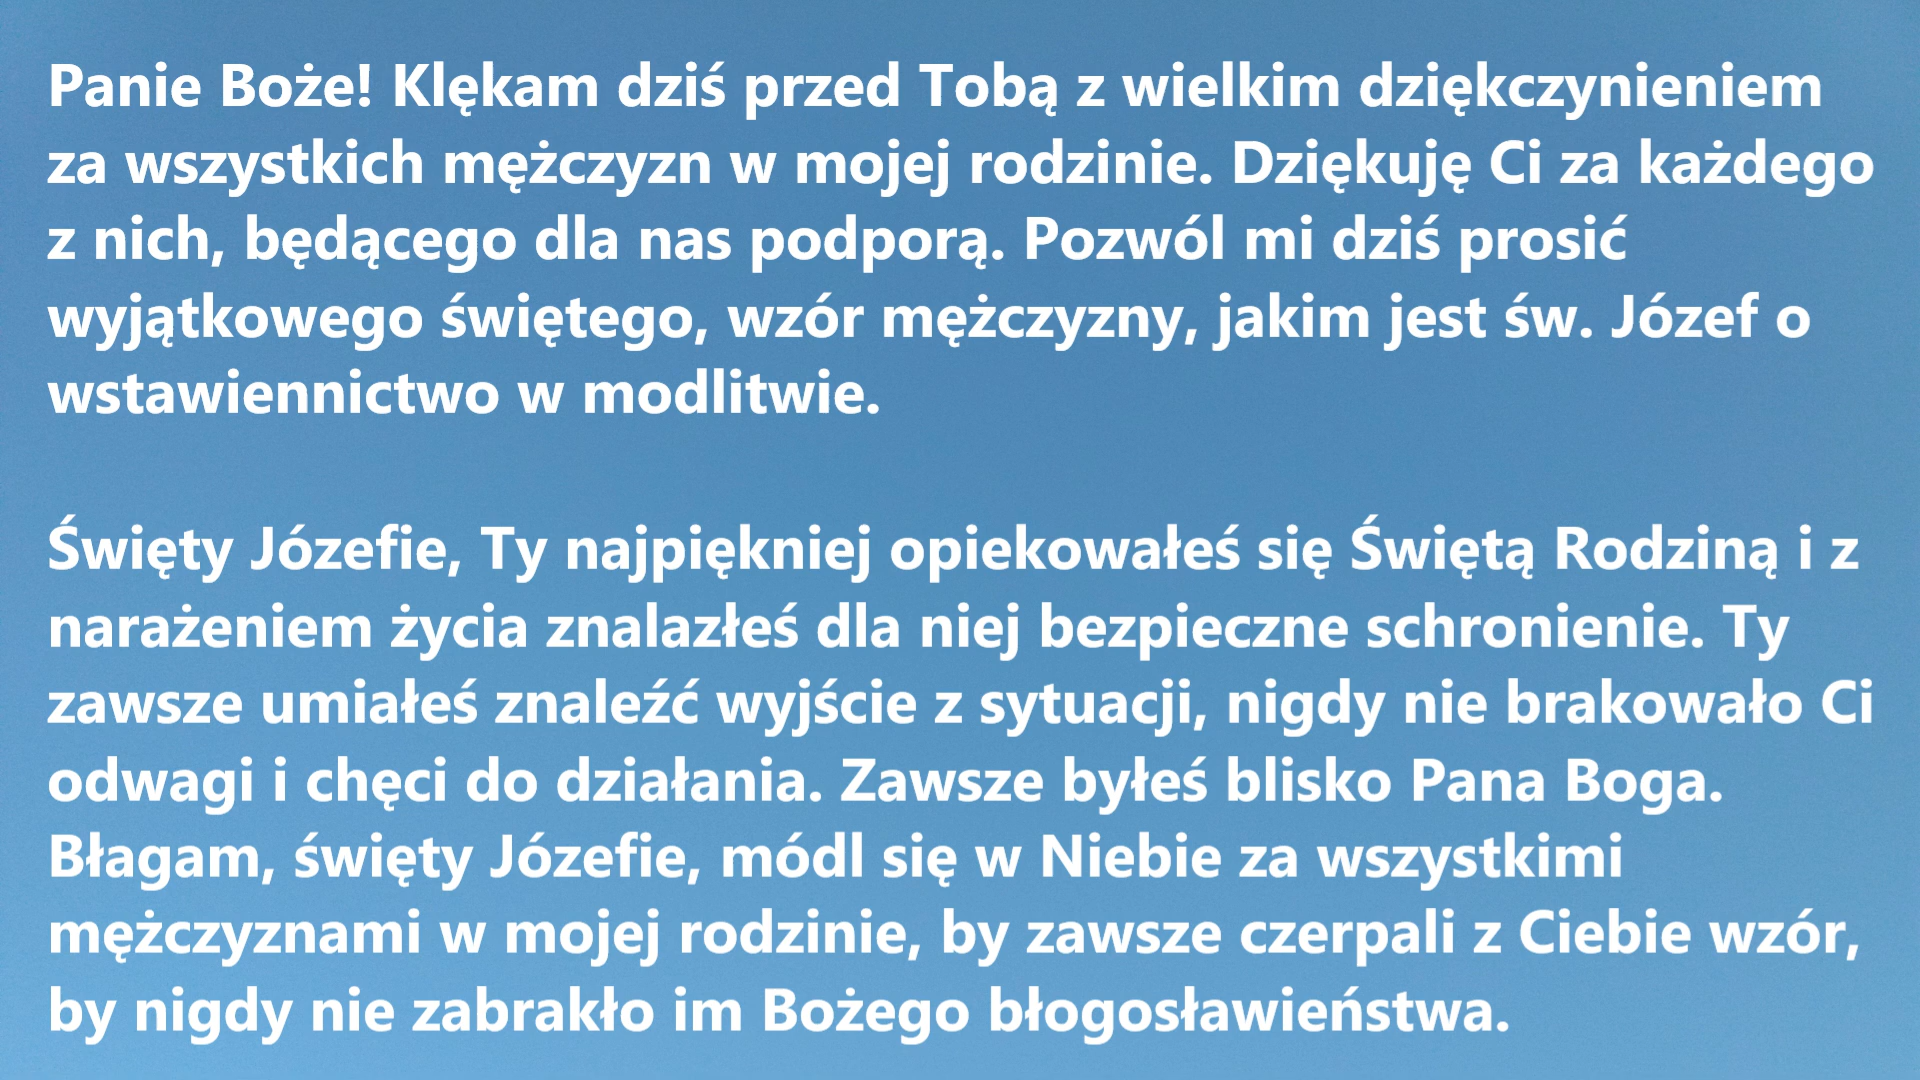 Panie Boże! Klękam dziś przed Tobą z wielkim dziękczynieniem
za wszystkich mężczyzn w mojej rodzinie. Dziękuję Ci za każdego
z nich, będącego dla nas podporą. Pozwól mi dziś prosić
wyjątkowego świętego, wzór mężczyzny, jakim jest św. Józef o
wstawiennictwo w modlitwie.
Święty Józefie, Ty najpiękniej opiekowałeś się Świętą Rodziną i z
narażeniem życia znalazłeś dla niej bezpieczne schronienie. Ty
zawsze umiałeś znaleźć wyjście z sytuacji, nigdy nie brakowało Ci
odwagi i chęci do działania. Zawsze byłeś blisko Pana Boga.
Błagam, święty Józefie, módl się w Niebie za wszystkimi
mężczyznami w mojej rodzinie, by zawsze czerpali z Ciebie wzór,
by nigdy nie zabrakło im Bożego błogosławieństwa.